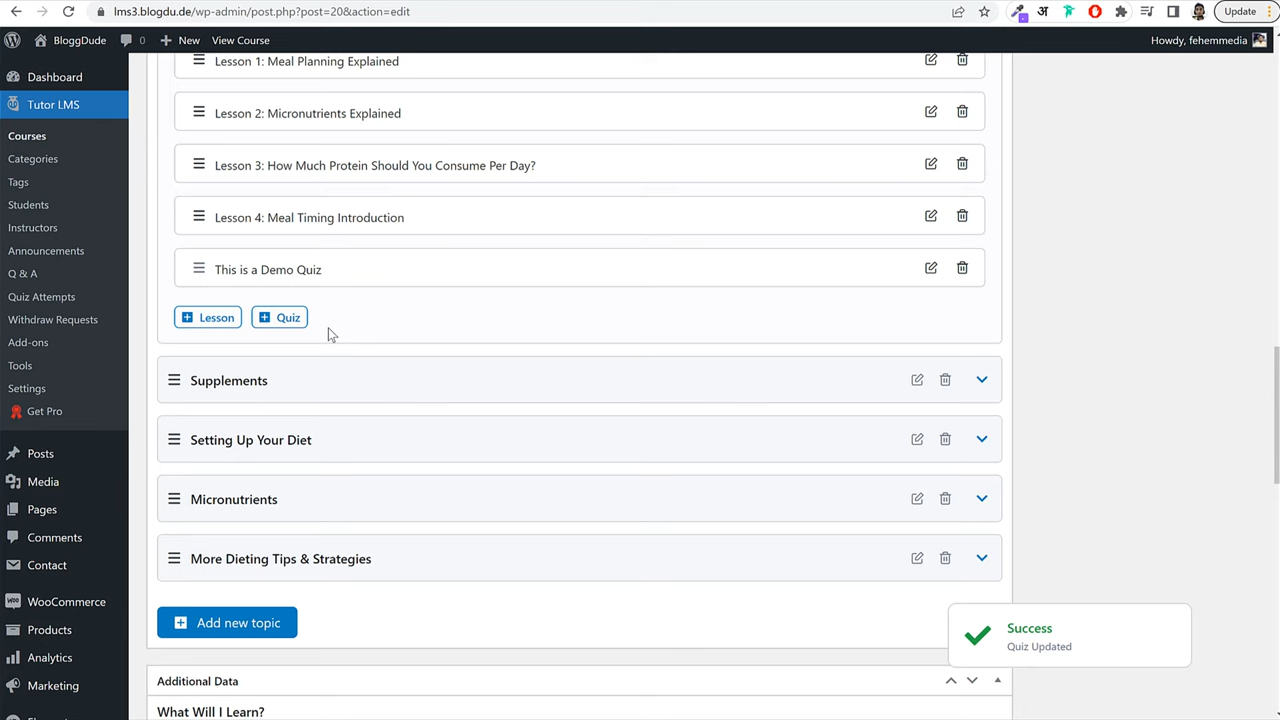 lms3.blogdu.de/wp-admin/post.php?post=20&action=edit
अ
Update
BloggDude
0
New
View Course
Howdy, fehemmedia
Dashboard
Tutor LMS
Courses
Categories
Tags
Students
Instructors
Announcements
Q & A
Quiz Attempts
Withdraw Requests
Add-ons
Tools
Settings
Get Pro
Posts
Media
Pages
Comments
Contact
WooCommerce
Products
Analytics
Marketing
Lesson 1: Meal Planning Explained
Lesson 2: Micronutrients Explained
Lesson 3: How Much Protein Should You Consume Per Day?
Lesson 4: Meal Timing Introduction
This is a Demo Quiz
Lesson
Quiz
Supplements
Setting Up Your Diet
Micronutrients
More Dieting Tips & Strategies
Add new topic
Success
Quiz Updated
Additional Data
What Will I Learn?